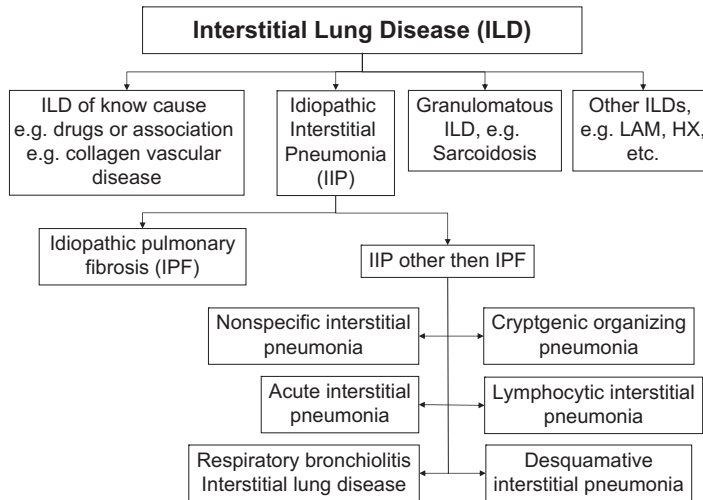 Interstitial Lung Disease (ILD)
ILD of know cause
e.g. drugs or association
e.g. collagen vascular
disease
Idiopathic
Interstitial
Pneumonia
(IIP)
Granulomatous
ILD, e.g.
Sarcoidosis
Other ILDs,
e.g. LAM, HX,
etc.
Idiopathic pulmonary
fibrosis (IPF)
IIP other then IPF
Nonspecific interstitial
pneumonia
Cryptgenic organizing
pneumonia
Acute interstitial
pneumonia
Lymphocytic interstitial
pneumonia
Respiratory bronchiolitis
Interstitial lung disease
Desquamative
interstitial pneumonia